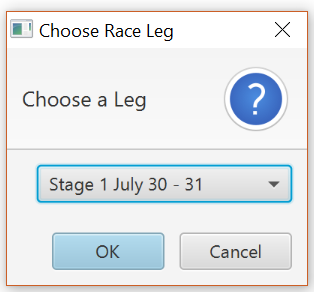 Choose Race Leg
Choose a Leg
?
Stage 1 July 30 - 31
OK Cancel